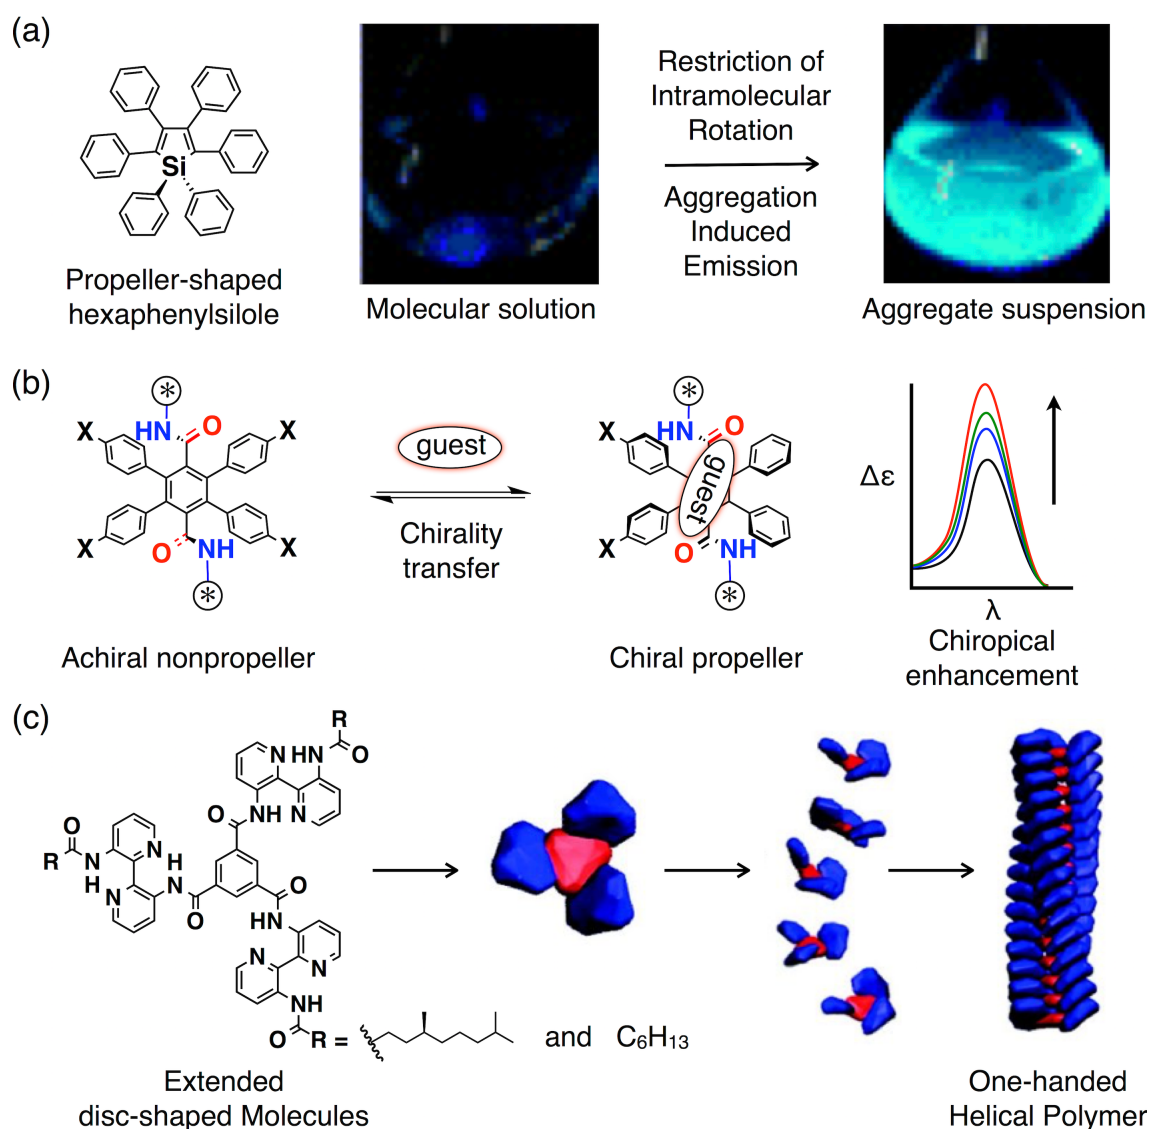 (a)
Si
Propeller-shaped
hexaphenylsilole
Molecular solution
Restriction of
Intramolecular
Rotation
Aggregation
Induced
Emission
Aggregate suspension
(b)
*
HN
O
X
X
X
X
O
NH
*
Achiral nonpropeller
guest
Chirality
transfer
*
HN
O
X
guest
X
O
NH
*
Chiral propeller
Δε
λ
Chiropical
enhancement
(c)
R
N
HN
O
O
NH
N
O
R
N
H
N
H
N
H
N
O
O
HN
N
N
NH
O
R =
and
C6H13
Extended
disc-shaped Molecules
One-handed
Helical Polymer